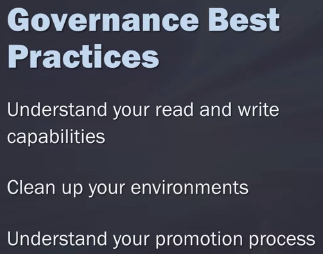 Governance Best
Practices
Understand your read and write
capabilities
Clean up your environments
Understand your promotion process